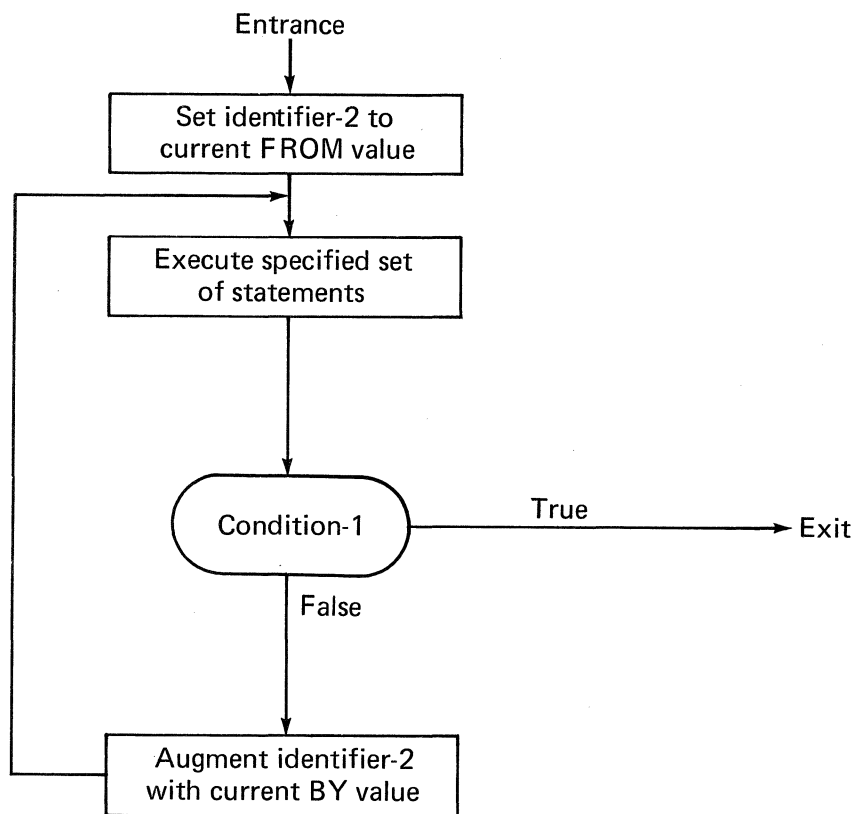 Entrance
Set identifier-2 to
current FROM value
Execute specified set
of statements
Condition-1
True
Exit
False
Augment identifier-2
with current BY value